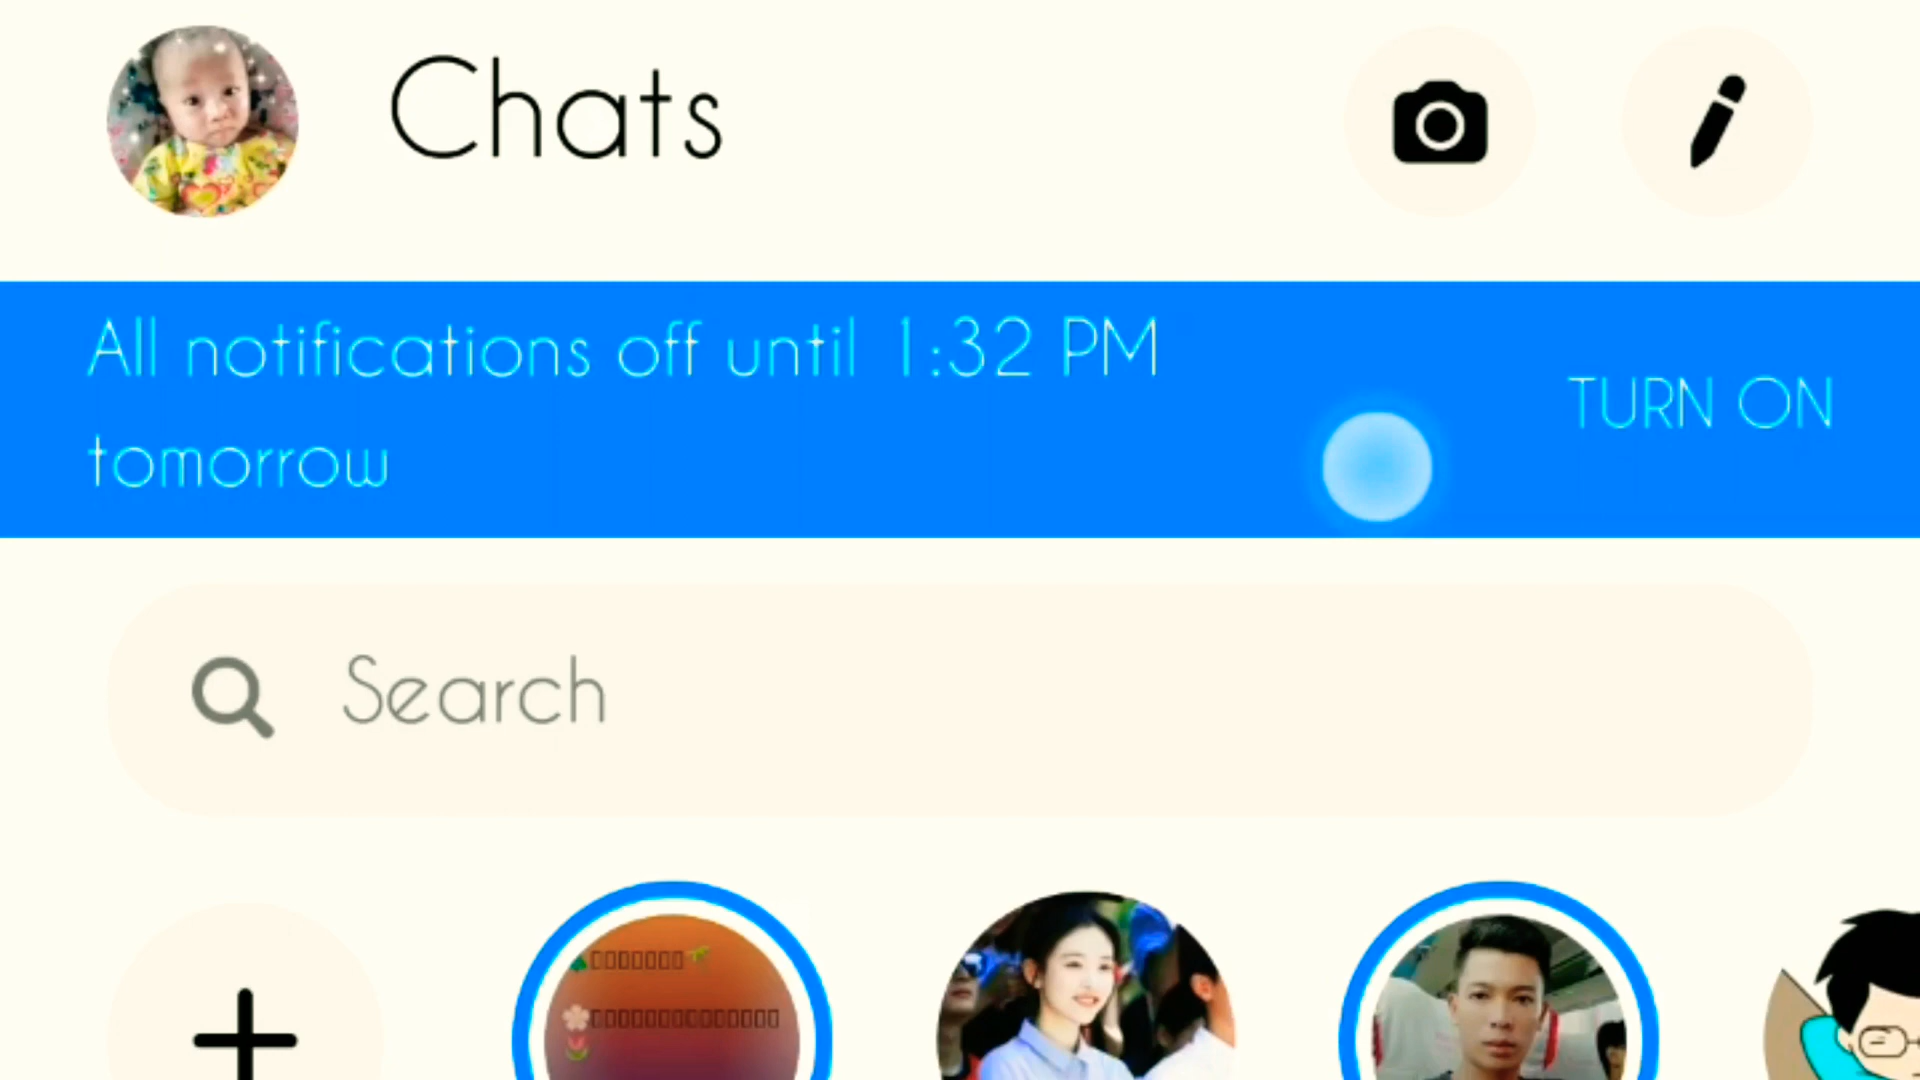 Chats
All notifications off until 1:32 PM
tomorrow
TURN ON
Search